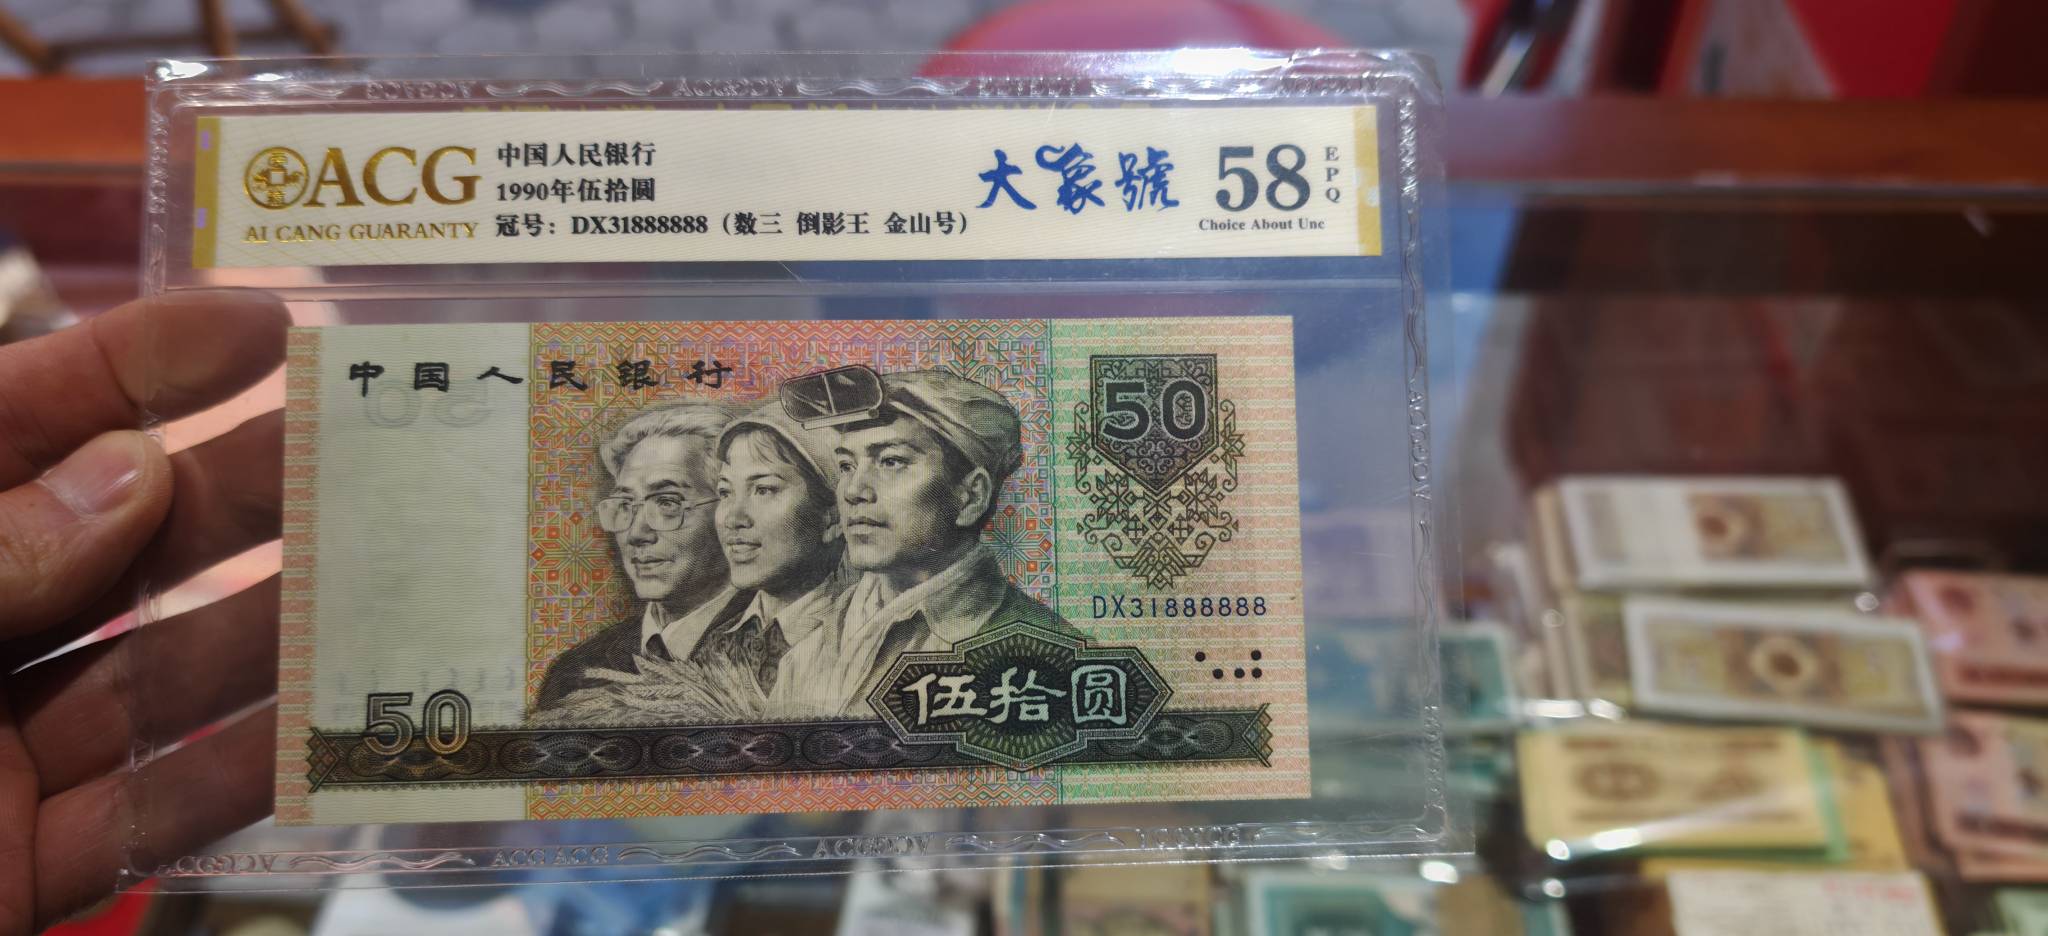 ACG
AI CANG GUARANTY
中国人民银行
1990年伍拾圆
冠号：DX31888888（数三 倒影王 金山号）
大象號
58
EPQ
Choice About Unc
中国人民银行
50
DX31888888
50
伍拾圆
ACG ACG